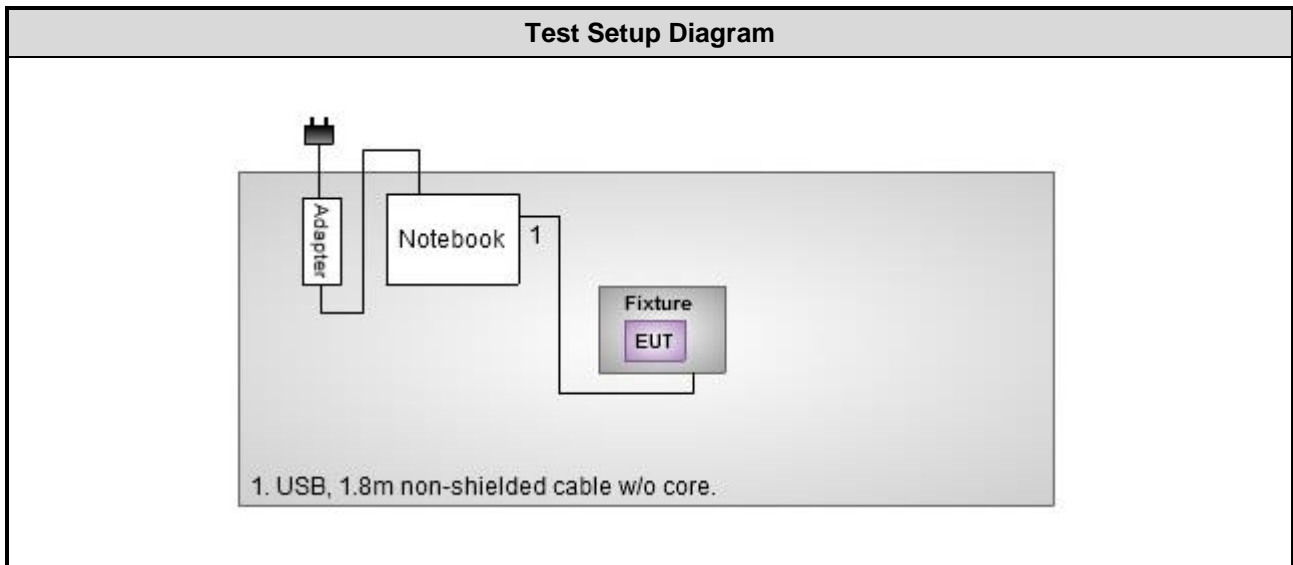 Test Setup Diagram
Adapter
Notebook
1
Fixture
EUT
1. USB, 1.8m non-shielded cable w/o core.